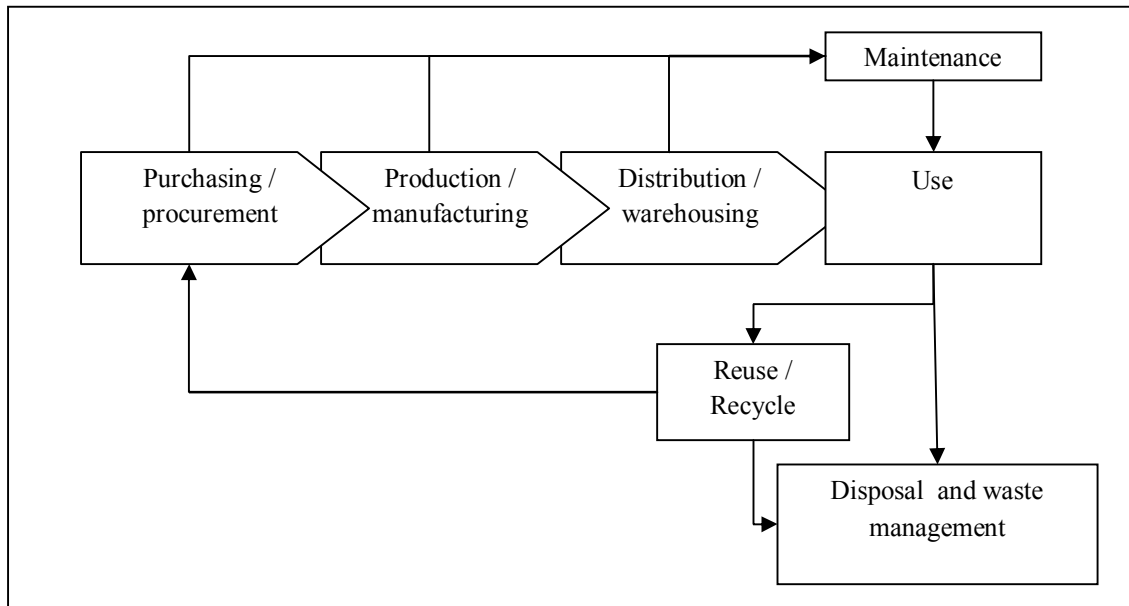 Maintenance
Purchasing /
procurement
Production /
manufacturing
Distribution /
warehousing
Use
Reuse /
Recycle
Disposal and waste
management